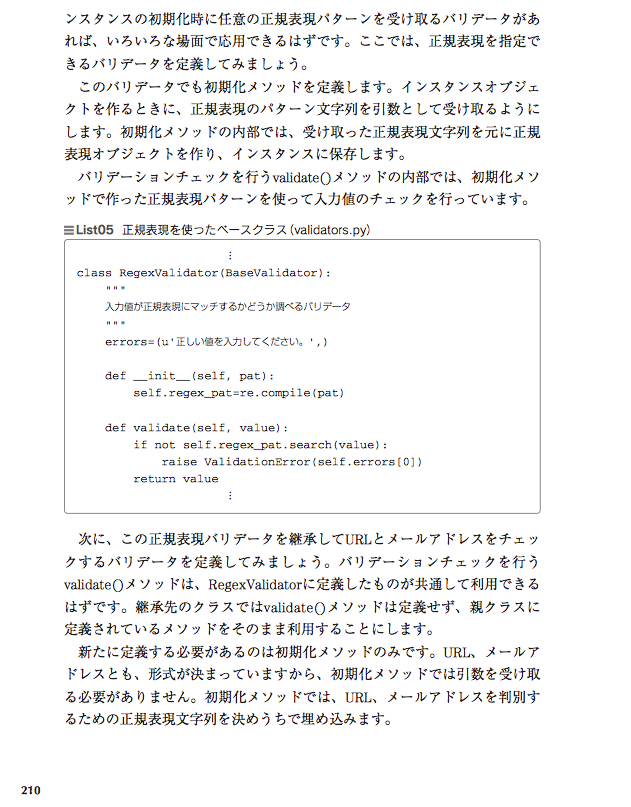 ンスタンスの初期化時に任意の正規表現パターンを受け取るバリデータがあ
れば、いろいろな場面で応用できるはずです。ここでは、正規表現を指定で
きるバリデータを定義してみましょう。
このバリデータでも初期化メソッドを定義します。インスタンスオブジェ
クトを作るときに、正規表現のパターン文字列を引数として受け取るように
します。初期化メソッドの内部では、受け取った正規表現文字列を元に正規
表現オブジェクトを作り、インスタンスに保存します。
バリデーションチェックを行うvalidate()メソッドの内部では、初期化メソ
ッドで作った正規表現パターンを使って入力値のチェックを行っています。
List05 正規表現を使ったベースクラス(validators.py)
⋮
class RegexValidator(BaseValidator):
    """
    入力値が正規表現にマッチするかどうか調べるバリデータ
    """
    errors=(u'正しい値を入力してください。',)
    def __init__(self, pat):
        self.regex_pat=re.compile(pat)
    def validate(self, value):
        if not self.regex_pat.search(value):
            raise ValidationError(self.errors[0])
        return value
⋮
次に、この正規表現バリデータを継承してURLとメールアドレスをチェッ
クするバリデータを定義してみましょう。バリデーションチェックを行う
validate()メソッドは、RegexValidatorに定義したものが共通して利用できる
はずです。継承先のクラスではvalidate()メソッドは定義せず、親クラスに
定義されているメソッドをそのまま利用することにします。
新たに定義する必要があるのは初期化メソッドのみです。URL、メールア
ドレスとも、形式が決まっていますから、初期化メソッドでは引数を受け取
る必要がありません。初期化メソッドでは、URL、メールアドレスを判別す
るための正規表現文字列を決めうちで埋め込みます。
210